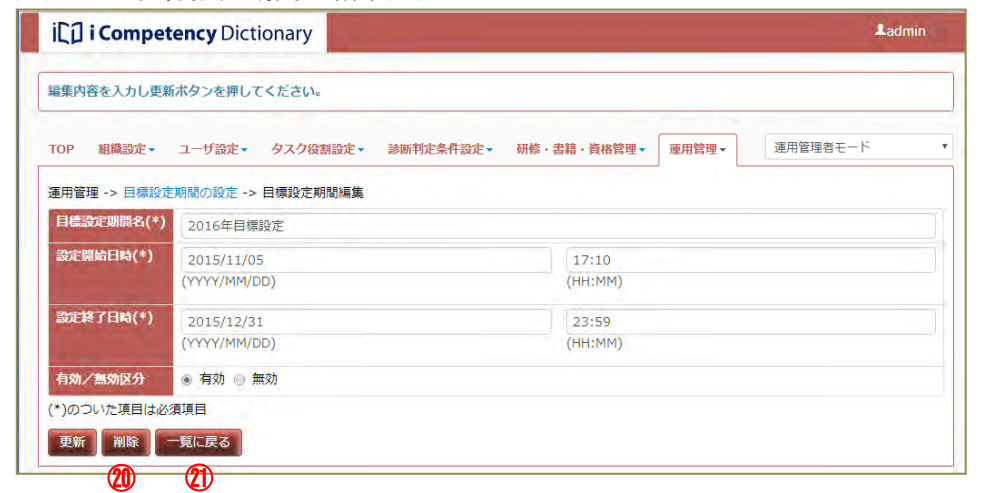 i Competency Dictionary
admin
編集内容を入力し更新ボタンを押してください。
TOP 組織設定 ユーザ設定 タスク役割設定 診断判定条件設定 研修・書籍・資格管理 運用管理 運用管理者モード
運用管理 -> 目標設定期間の設定 -> 目標設定期間編集
目標設定期間名(*) 2016年目標設定
設定開始日時(*) 2015/11/05 17:10
(YYYY/MM/DD) (HH:MM)
設定終了日時(*) 2015/12/31 23:59
(YYYY/MM/DD) (HH:MM)
有効／無効区分 有効 無効
(*)のついた項目は必須項目
更新 削除 一覧に戻る
⑳ ㉑